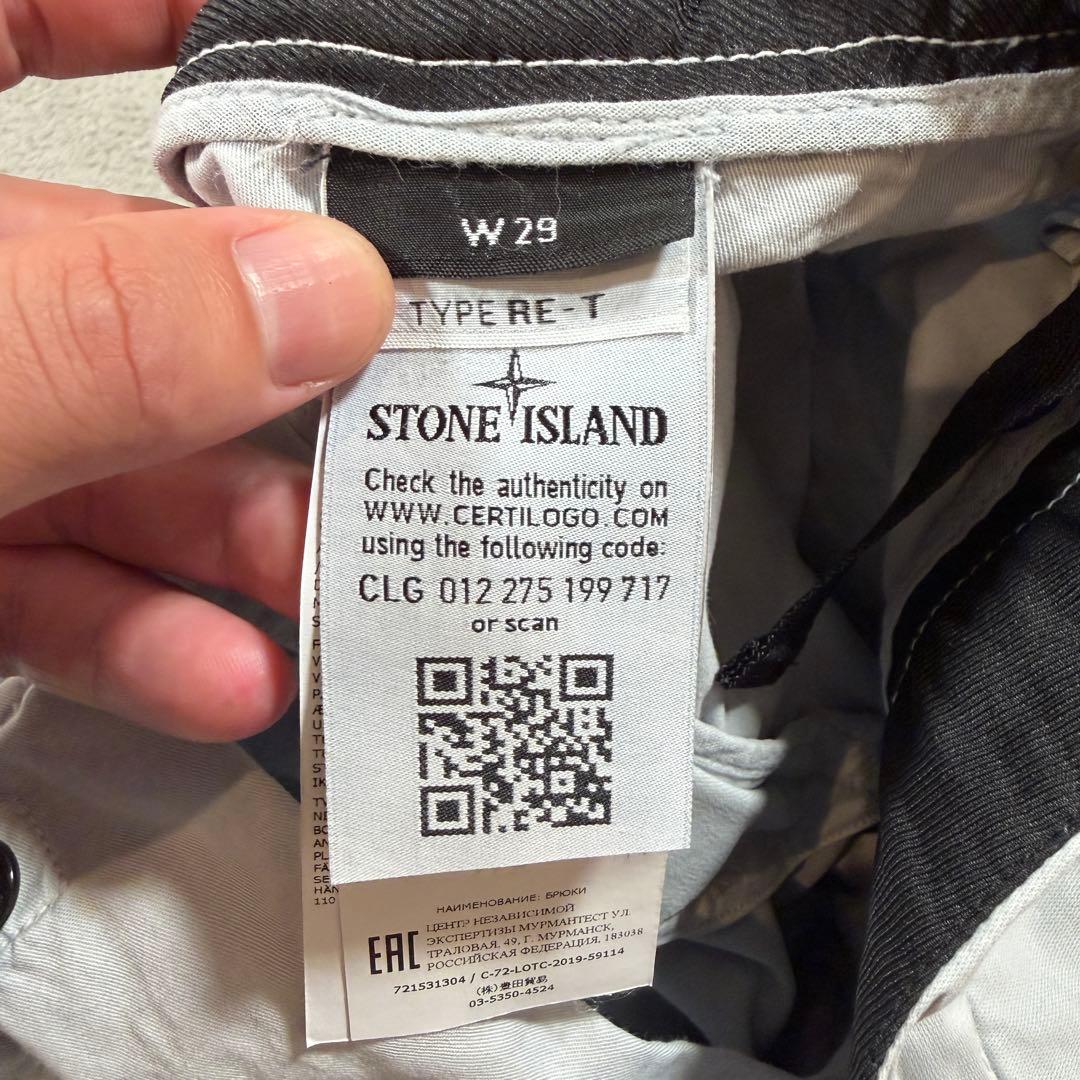 W 29
TYPE RE-T
STONE ISLAND
Check the authenticity on
WWW.CERTILOGO.COM
using the following code:
CLG 012 275 199 717
or scan
НАИМЕНОВАНИЕ: БРЮКИ
EAC
ЦЕНТР НЕЗАВИСИМОЙ
ЭКСПЕРТИЗЫ МУРМАНТЕСТ УЛ.
ТРАЛОВАЯ, 49, Г. МУРМАНСК,
РОССИЙСКАЯ ФЕДЕРАЦИЯ, 183038
721531304 / C-72-LOTC-2019-59114
(株)豊田貿易
03-5350-4524
110